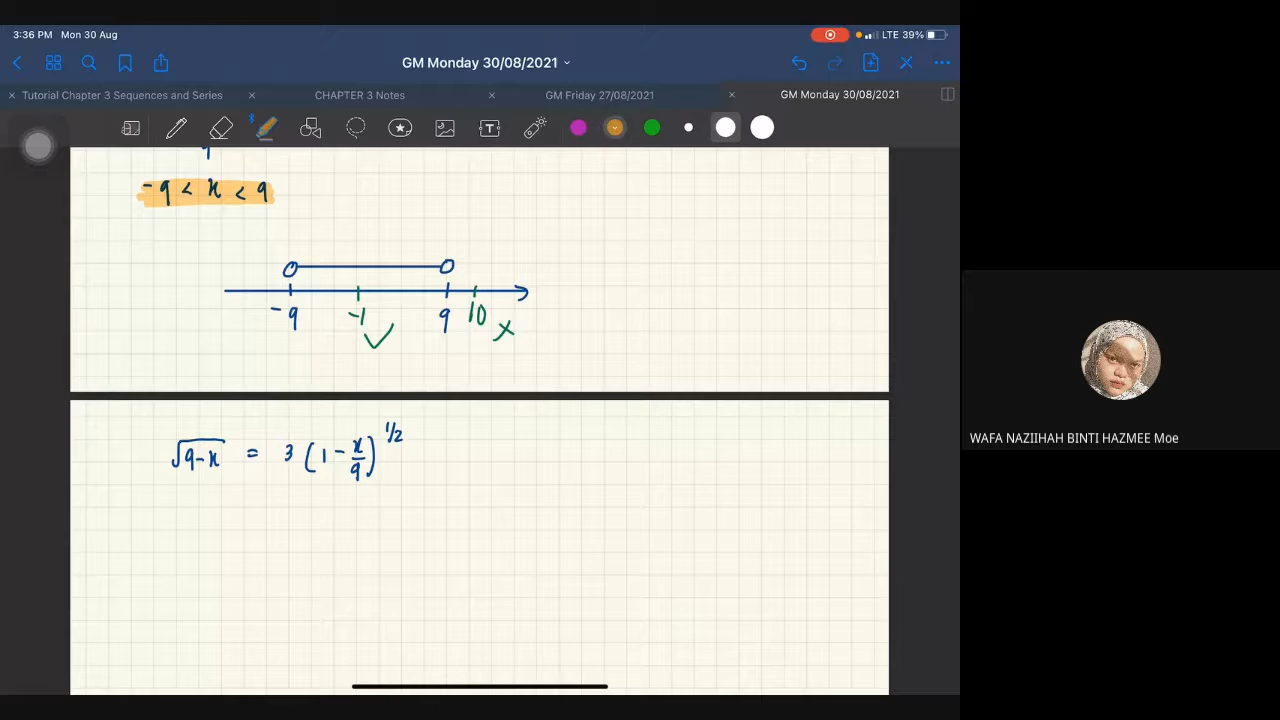 3:36 PM Mon 30 Aug
LTE 39%
GM Monday 30/08/2021
Tutorial Chapter 3 Sequences and Series
CHAPTER 3 Notes
GM Friday 27/08/2021
GM Monday 30/08/2021
-9 < x < 9
-9 -1 9 10
√9-x = 3 (1 - x/9)^1/2
WAFA NAZIIHAH BINTI HAZMEE Moe